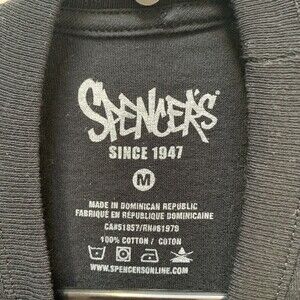 SPENCER'S
SINCE 1947
M
MADE IN DOMINICAN REPUBLIC
FABRIQUÉ EN RÉPUBLIQUE DOMINICAINE
CA#51857/RN#61979
100% COTTON / COTON
WWW.SPENCERSONLINE.COM